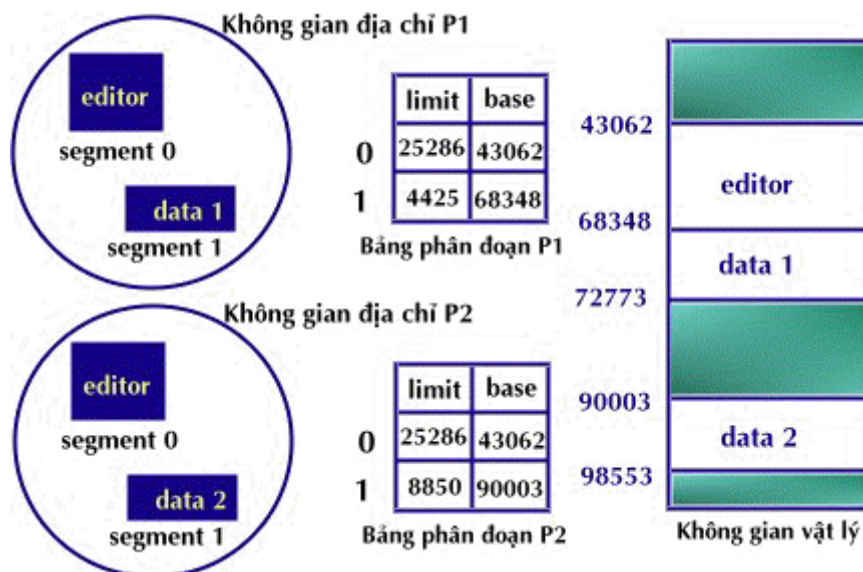 Không gian địa chỉ P1
editor
segment 0
data 1
segment 1
limit base
0 25286 43062
1 4425 68348
Bảng phân đoạn P1
Không gian địa chỉ P2
editor
segment 0
data 2
segment 1
limit base
0 25286 43062
1 8850 90003
Bảng phân đoạn P2
43062
editor
68348
data 1
72773
90003
data 2
98553
Không gian vật lý